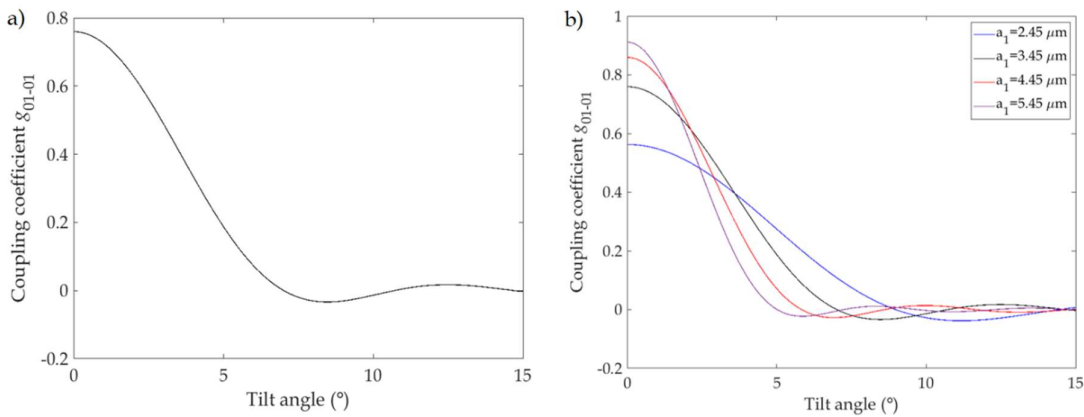 a)
0.8
0.6
0.4
0.2
0
-0.2
Coupling coefficient g01-01
0
5
10
15
Tilt angle (°)
b)
1
0.8
0.6
0.4
0.2
0
-0.2
Coupling coefficient g01-01
a1=2.45 μm
a1=3.45 μm
a1=4.45 μm
a1=5.45 μm
0
5
10
15
Tilt angle (°)